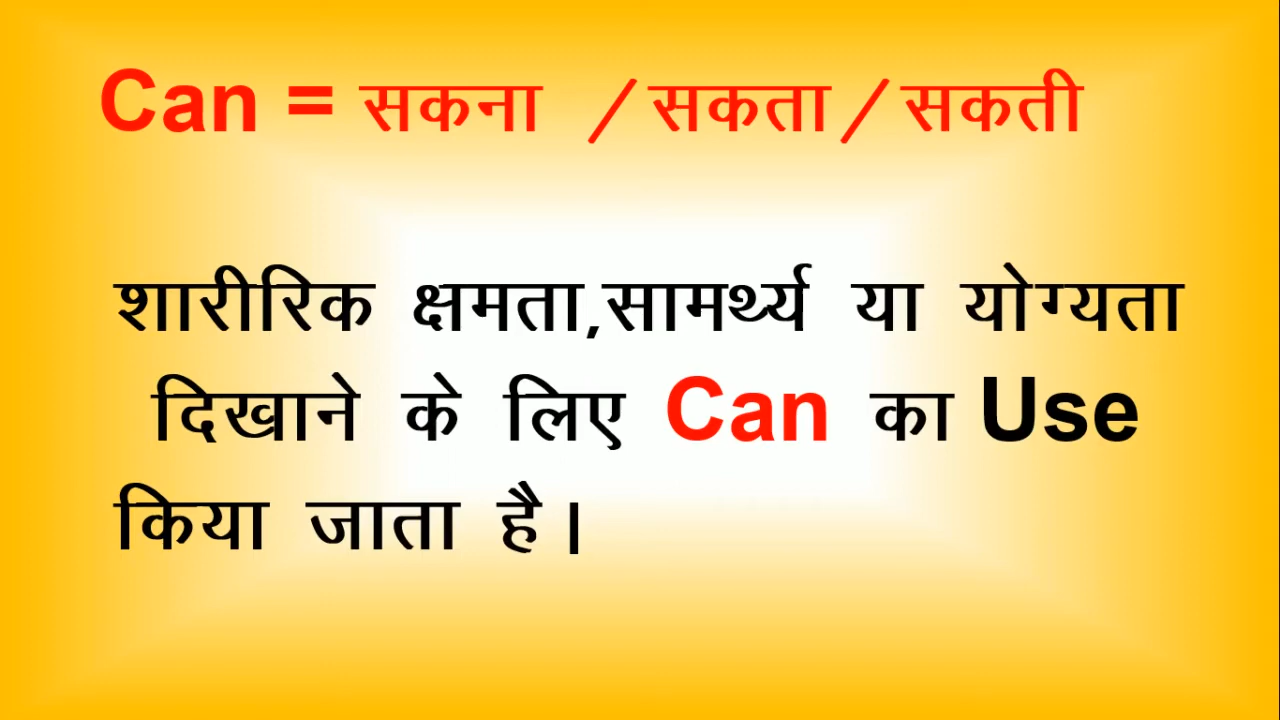 Can = सकना / सकता / सकती
शारीरिक क्षमता,सामर्थ्य या योग्यता
दिखाने के लिए Can का Use
किया जाता है।